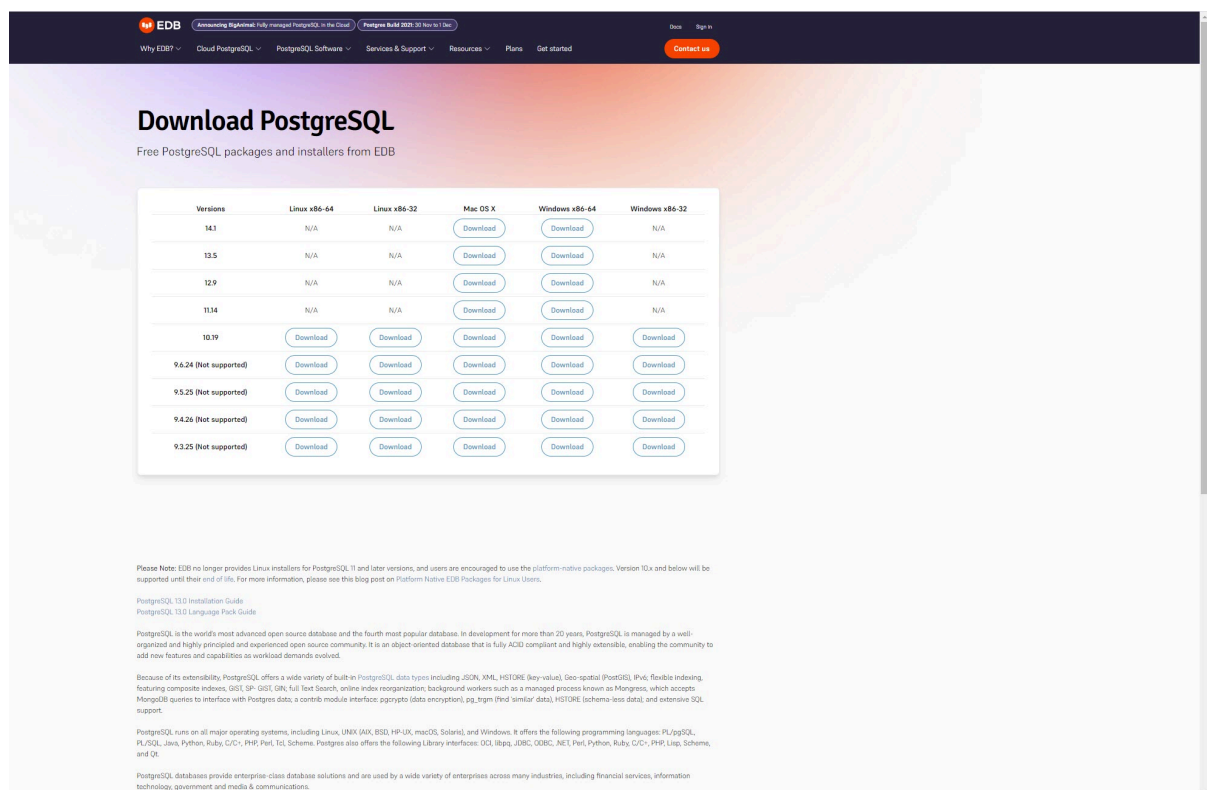 EDB
Announcing BigAnimal: Fully managed PostgreSQL in the Cloud
Postgres Build 2021: 30 Nov to 1 Dec
Docs Sign in
Why EDB? Cloud PostgreSQL PostgreSQL Software Services & Support Resources Plans Get started Contact us
Download PostgreSQL
Free PostgreSQL packages and installers from EDB
Versions Linux x86-64 Linux x86-32 Mac OS X Windows x86-64 Windows x86-32
14.1 N/A N/A Download Download N/A
13.5 N/A N/A Download Download N/A
12.9 N/A N/A Download Download N/A
11.14 N/A N/A Download Download N/A
10.19 Download Download Download Download Download
9.6.24 (Not supported) Download Download Download Download Download
9.5.25 (Not supported) Download Download Download Download Download
9.4.26 (Not supported) Download Download Download Download Download
9.3.25 (Not supported) Download Download Download Download Download
Please Note: EDB no longer provides Linux installers for PostgreSQL 11 and later versions, and users are encouraged to use the platform-native packages. Version 10.x and below will be
supported until their end of life. For more information, please see this blog post on Platform Native EDB Packages for Linux Users.
PostgreSQL 13.0 Installation Guide
PostgreSQL 13.0 Language Pack Guide
PostgreSQL is the world's most advanced open source database and the fourth most popular database. In development for more than 20 years, PostgreSQL is managed by a well-
organized and highly principled and experienced open source community. It is an object-oriented database that is fully ACID compliant and highly extensible, enabling the community to
add new features and capabilities as workload demands evolved.
Because of its extensibility, PostgreSQL offers a wide variety of built-in PostgreSQL data types including JSON, XML, HSTORE (key-value), Geo-spatial (PostGIS), IPv6; flexible indexing,
featuring composite indexes, GiST, SP- GiST, GIN; full Text Search, online index reorganization; background workers such as a managed process known as Mongress, which accepts
MongoDB queries to interface with Postgres data; a contrib module interface: pgcrypto (data encryption), pg_trgm (find 'similar' data), HSTORE (schema-less data); and extensive SQL
support.
PostgreSQL runs on all major operating systems, including Linux, UNIX (AIX, BSD, HP-UX, macOS, Solaris), and Windows. It offers the following programming languages: PL/pgSQL,
PL/SQL, Java, Python, Ruby, C/C+, PHP, Perl, Tcl, Scheme. Postgres also offers the following Library interfaces: OCI, libpq, JDBC, ODBC, .NET, Perl, Python, Ruby, C/C+, PHP, Lisp, Scheme,
and Qt.
PostgreSQL databases provide enterprise-class database solutions and are used by a wide variety of enterprises across many industries, including financial services, information
technology, government and media & communications.